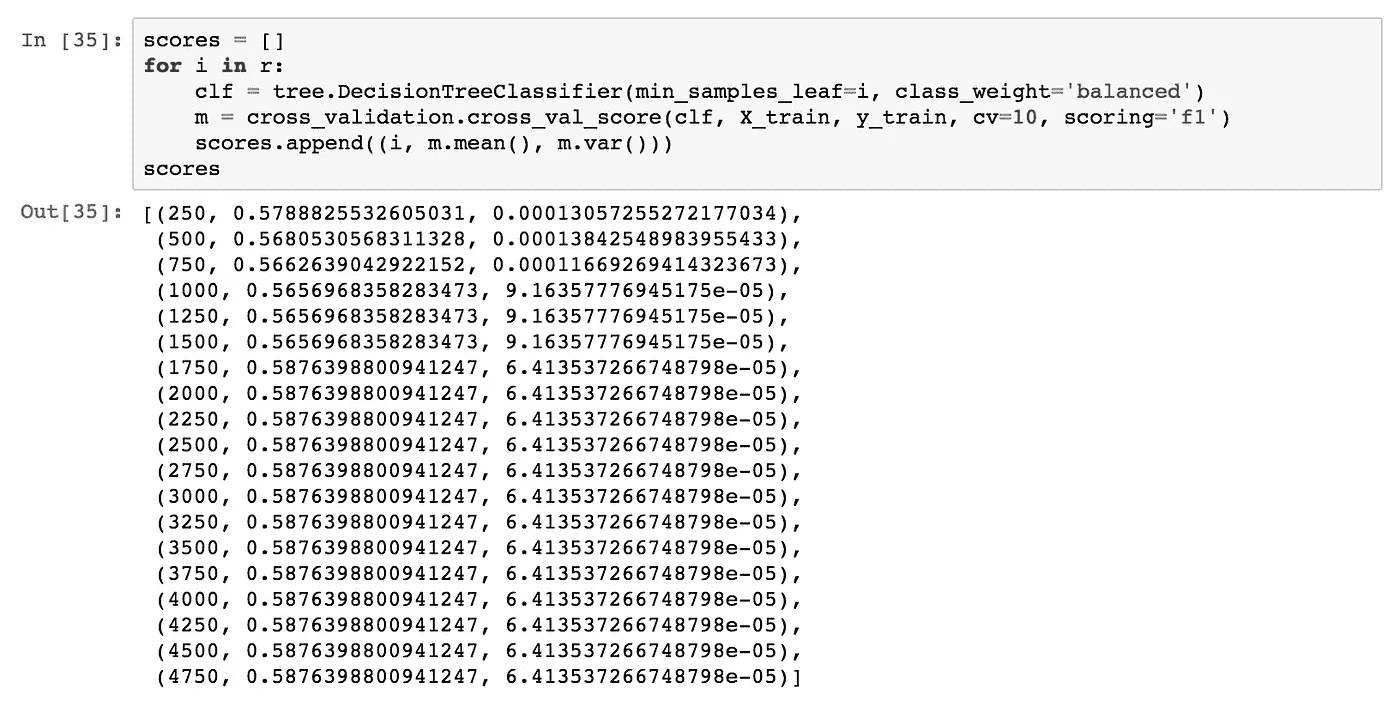 In [35]: scores = []
for i in r:
    clf = tree.DecisionTreeClassifier(min_samples_leaf=i, class_weight='balanced')
    m = cross_validation.cross_val_score(clf, X_train, y_train, cv=10, scoring='f1')
    scores.append((i, m.mean(), m.var()))
scores
Out[35]: [(250, 0.5788825532605031, 0.00013057255272177034),
(500, 0.5680530568311328, 0.00013842548983955433),
(750, 0.5662639042922152, 0.00011669269414323673),
(1000, 0.5656968358283473, 9.16357776945175e-05),
(1250, 0.5656968358283473, 9.16357776945175e-05),
(1500, 0.5656968358283473, 9.16357776945175e-05),
(1750, 0.5876398800941247, 6.413537266748798e-05),
(2000, 0.5876398800941247, 6.413537266748798e-05),
(2250, 0.5876398800941247, 6.413537266748798e-05),
(2500, 0.5876398800941247, 6.413537266748798e-05),
(2750, 0.5876398800941247, 6.413537266748798e-05),
(3000, 0.5876398800941247, 6.413537266748798e-05),
(3250, 0.5876398800941247, 6.413537266748798e-05),
(3500, 0.5876398800941247, 6.413537266748798e-05),
(3750, 0.5876398800941247, 6.413537266748798e-05),
(4000, 0.5876398800941247, 6.413537266748798e-05),
(4250, 0.5876398800941247, 6.413537266748798e-05),
(4500, 0.5876398800941247, 6.413537266748798e-05),
(4750, 0.5876398800941247, 6.413537266748798e-05)]